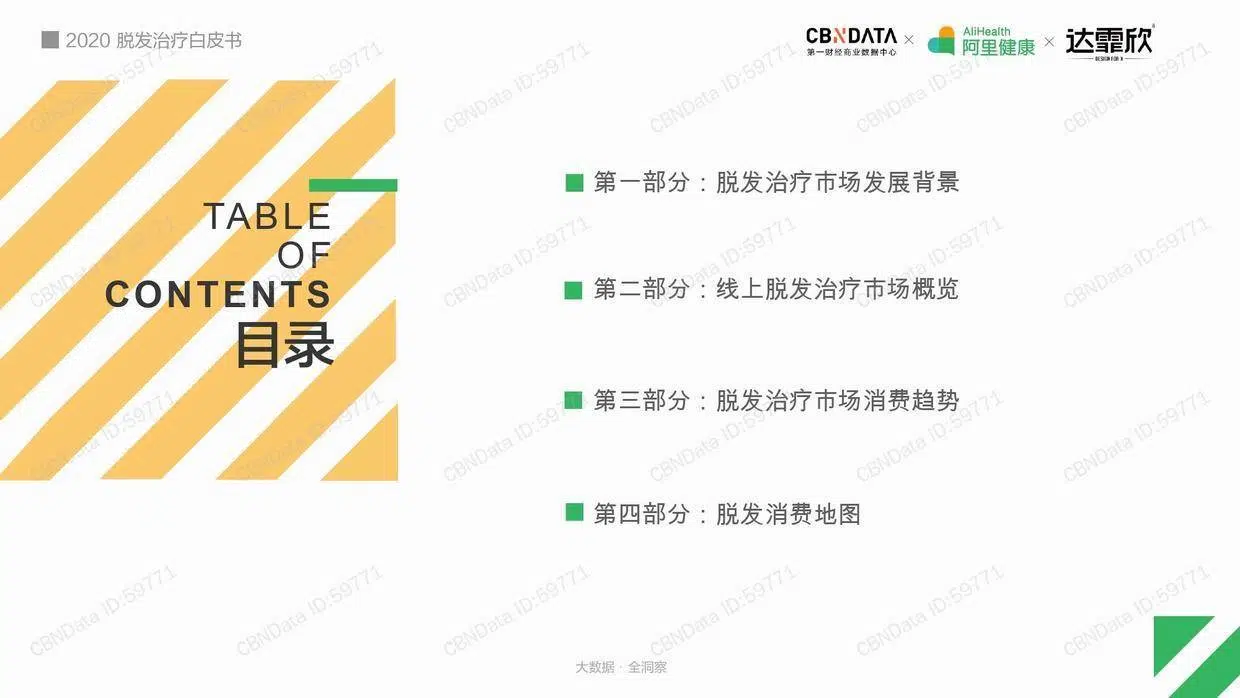 2020 脱发治疗白皮书
CBNDATA
第一财经商业数据中心
×
AliHealth
阿里健康
×
达霏欣
DESIGN FOR X
TABLE
OF
CONTENTS
目录
第一部分：脱发治疗市场发展背景
第二部分：线上脱发治疗市场概览
第三部分：脱发治疗市场消费趋势
第四部分：脱发消费地图
大数据 · 全洞察
CBNData ID:59771